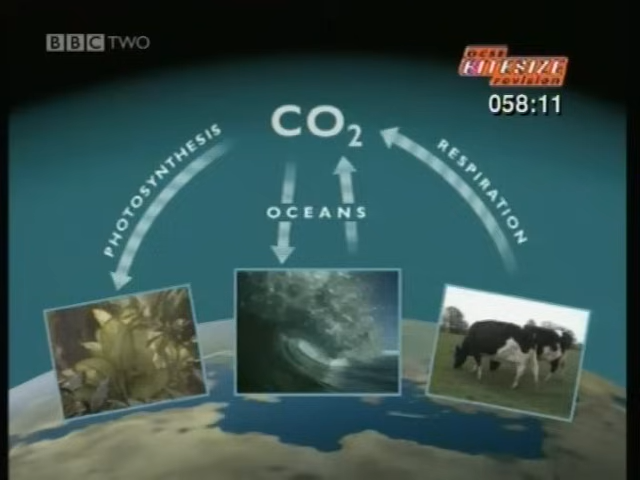 BBC TWO
GCSE
BITESIZE
revision
058:11
CO₂
PHOTOSYNTHESIS
OCEANS
RESPIRATION